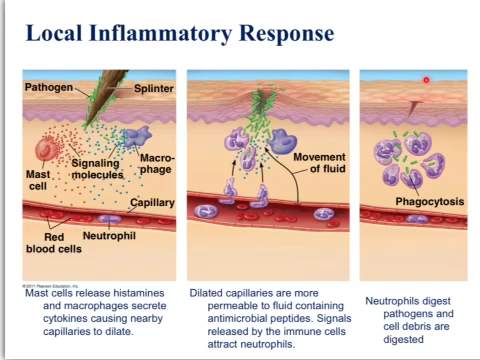 Local Inflammatory Response
Pathogen
Splinter
Signaling
molecules
Macro-
phage
Mast
cell
Capillary
Red
blood cells
Neutrophil
Movement
of fluid
Phagocytosis
© 2011 Pearson Education, Inc.
Mast cells release histamines
and macrophages secrete
cytokines causing nearby
capillaries to dilate.
Dilated capillaries are more
permeable to fluid containing
antimicrobial peptides. Signals
released by the immune cells
attract neutrophils.
Neutrophils digest
pathogens and
cell debris are
digested